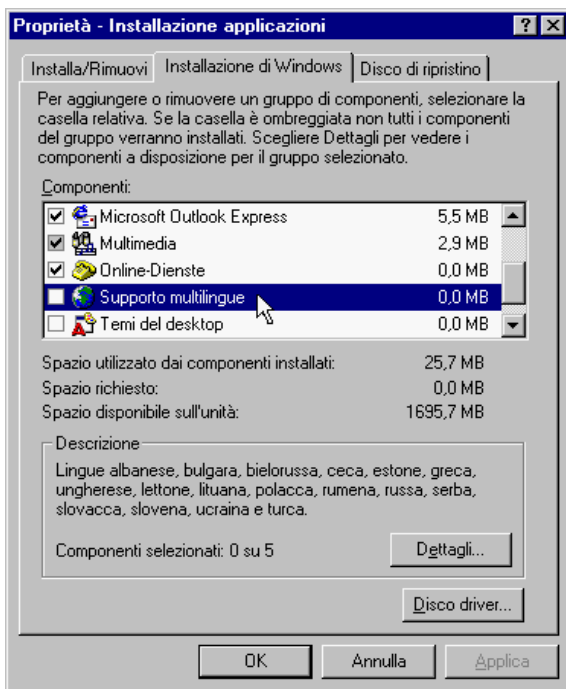 Proprietà - Installazione applicazioni
Installa/Rimuovi Installazione di Windows Disco di ripristino
Per aggiungere o rimuovere un gruppo di componenti, selezionare la
casella relativa. Se la casella è ombreggiata non tutti i componenti
del gruppo verranno installati. Scegliere Dettagli per vedere i
componenti a disposizione per il gruppo selezionato.
Componenti:
Microsoft Outlook Express 5,5 MB
Multimedia 2,9 MB
Online-Dienste 0,0 MB
Supporto multilingue 0,0 MB
Temi del desktop 0,0 MB
Spazio utilizzato dai componenti installati: 25,7 MB
Spazio richiesto: 0,0 MB
Spazio disponibile sull'unità: 1695,7 MB
Descrizione
Lingue albanese, bulgara, bielorussa, ceca, estone, greca,
ungherese, lettone, lituana, polacca, rumena, russa, serba,
slovacca, slovena, ucraina e turca.
Componenti selezionati: 0 su 5 Dettagli...
Disco driver...
OK Annulla Applica